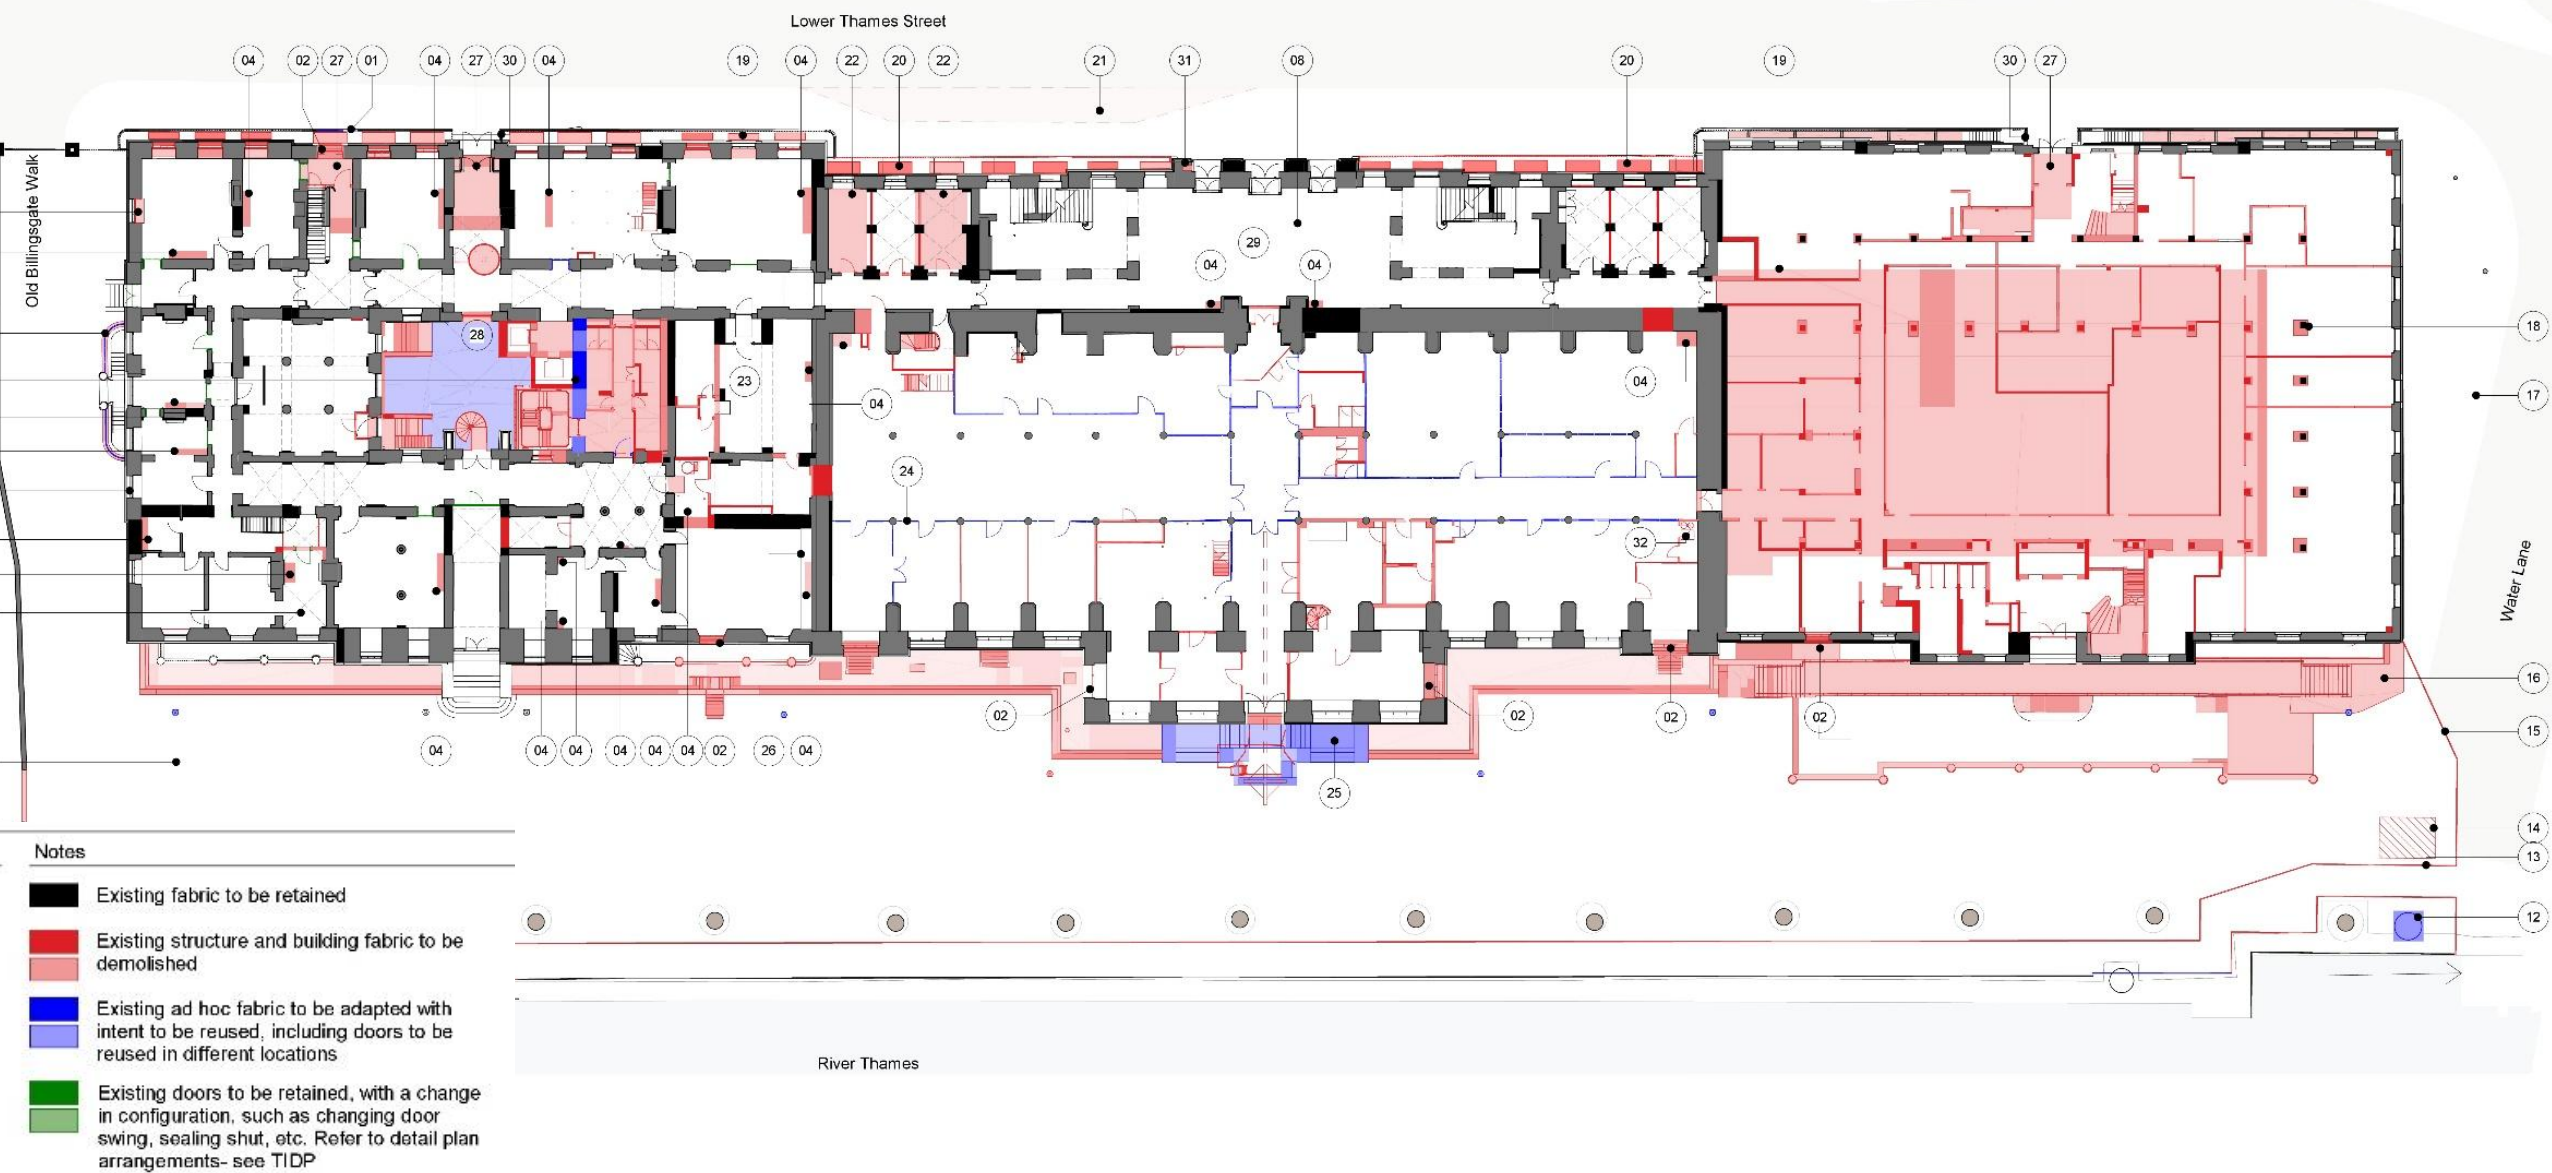 Lower Thames Street
04 02 27 01 04 27 30 04 19 04 22 20 22 21 31 08 20 19 30 27
Old Billingsgate Walk
29
04 04
28
18
23
04
17
04
24
32
Water Lane
16
02 02 02 02
15
04 04 04 04 04 04 02 26 04
25
14
13
12
River Thames
Notes
Existing fabric to be retained
Existing structure and building fabric to be
demolished
Existing ad hoc fabric to be adapted with
intent to be reused, including doors to be
reused in different locations
Existing doors to be retained, with a change
in configuration, such as changing door
swing, sealing shut, etc. Refer to detail plan
arrangements- see TIDP